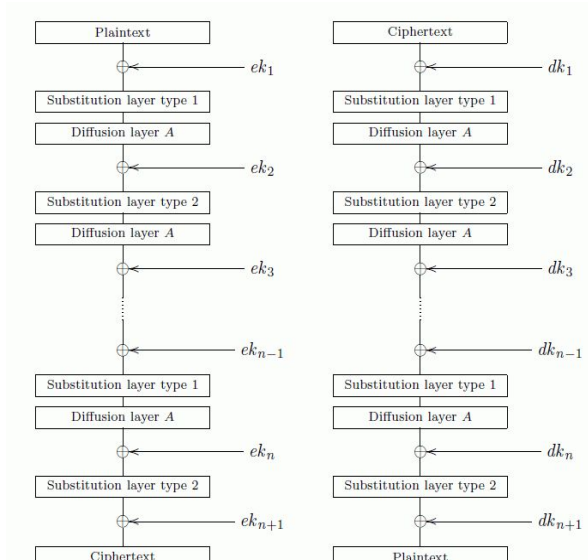 Plaintext
ek₁
Substitution layer type 1
Diffusion layer A
ek₂
Substitution layer type 2
Diffusion layer A
ek₃
ekₙ₋₁
Substitution layer type 1
Diffusion layer A
ekₙ
Substitution layer type 2
ekₙ₊₁
Ciphertext
Ciphertext
dk₁
Substitution layer type 1
Diffusion layer A
dk₂
Substitution layer type 2
Diffusion layer A
dk₃
dkₙ₋₁
Substitution layer type 1
Diffusion layer A
dkₙ
Substitution layer type 2
dkₙ₊₁
Plaintext